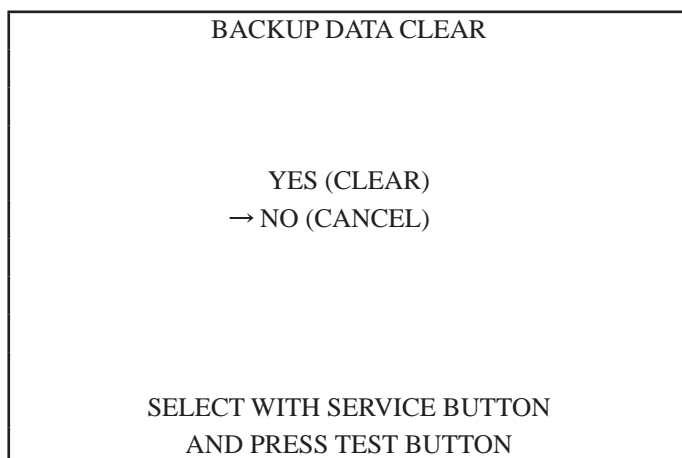 BACKUP DATA CLEAR
YES (CLEAR)
→ NO (CANCEL)
SELECT WITH SERVICE BUTTON
AND PRESS TEST BUTTON